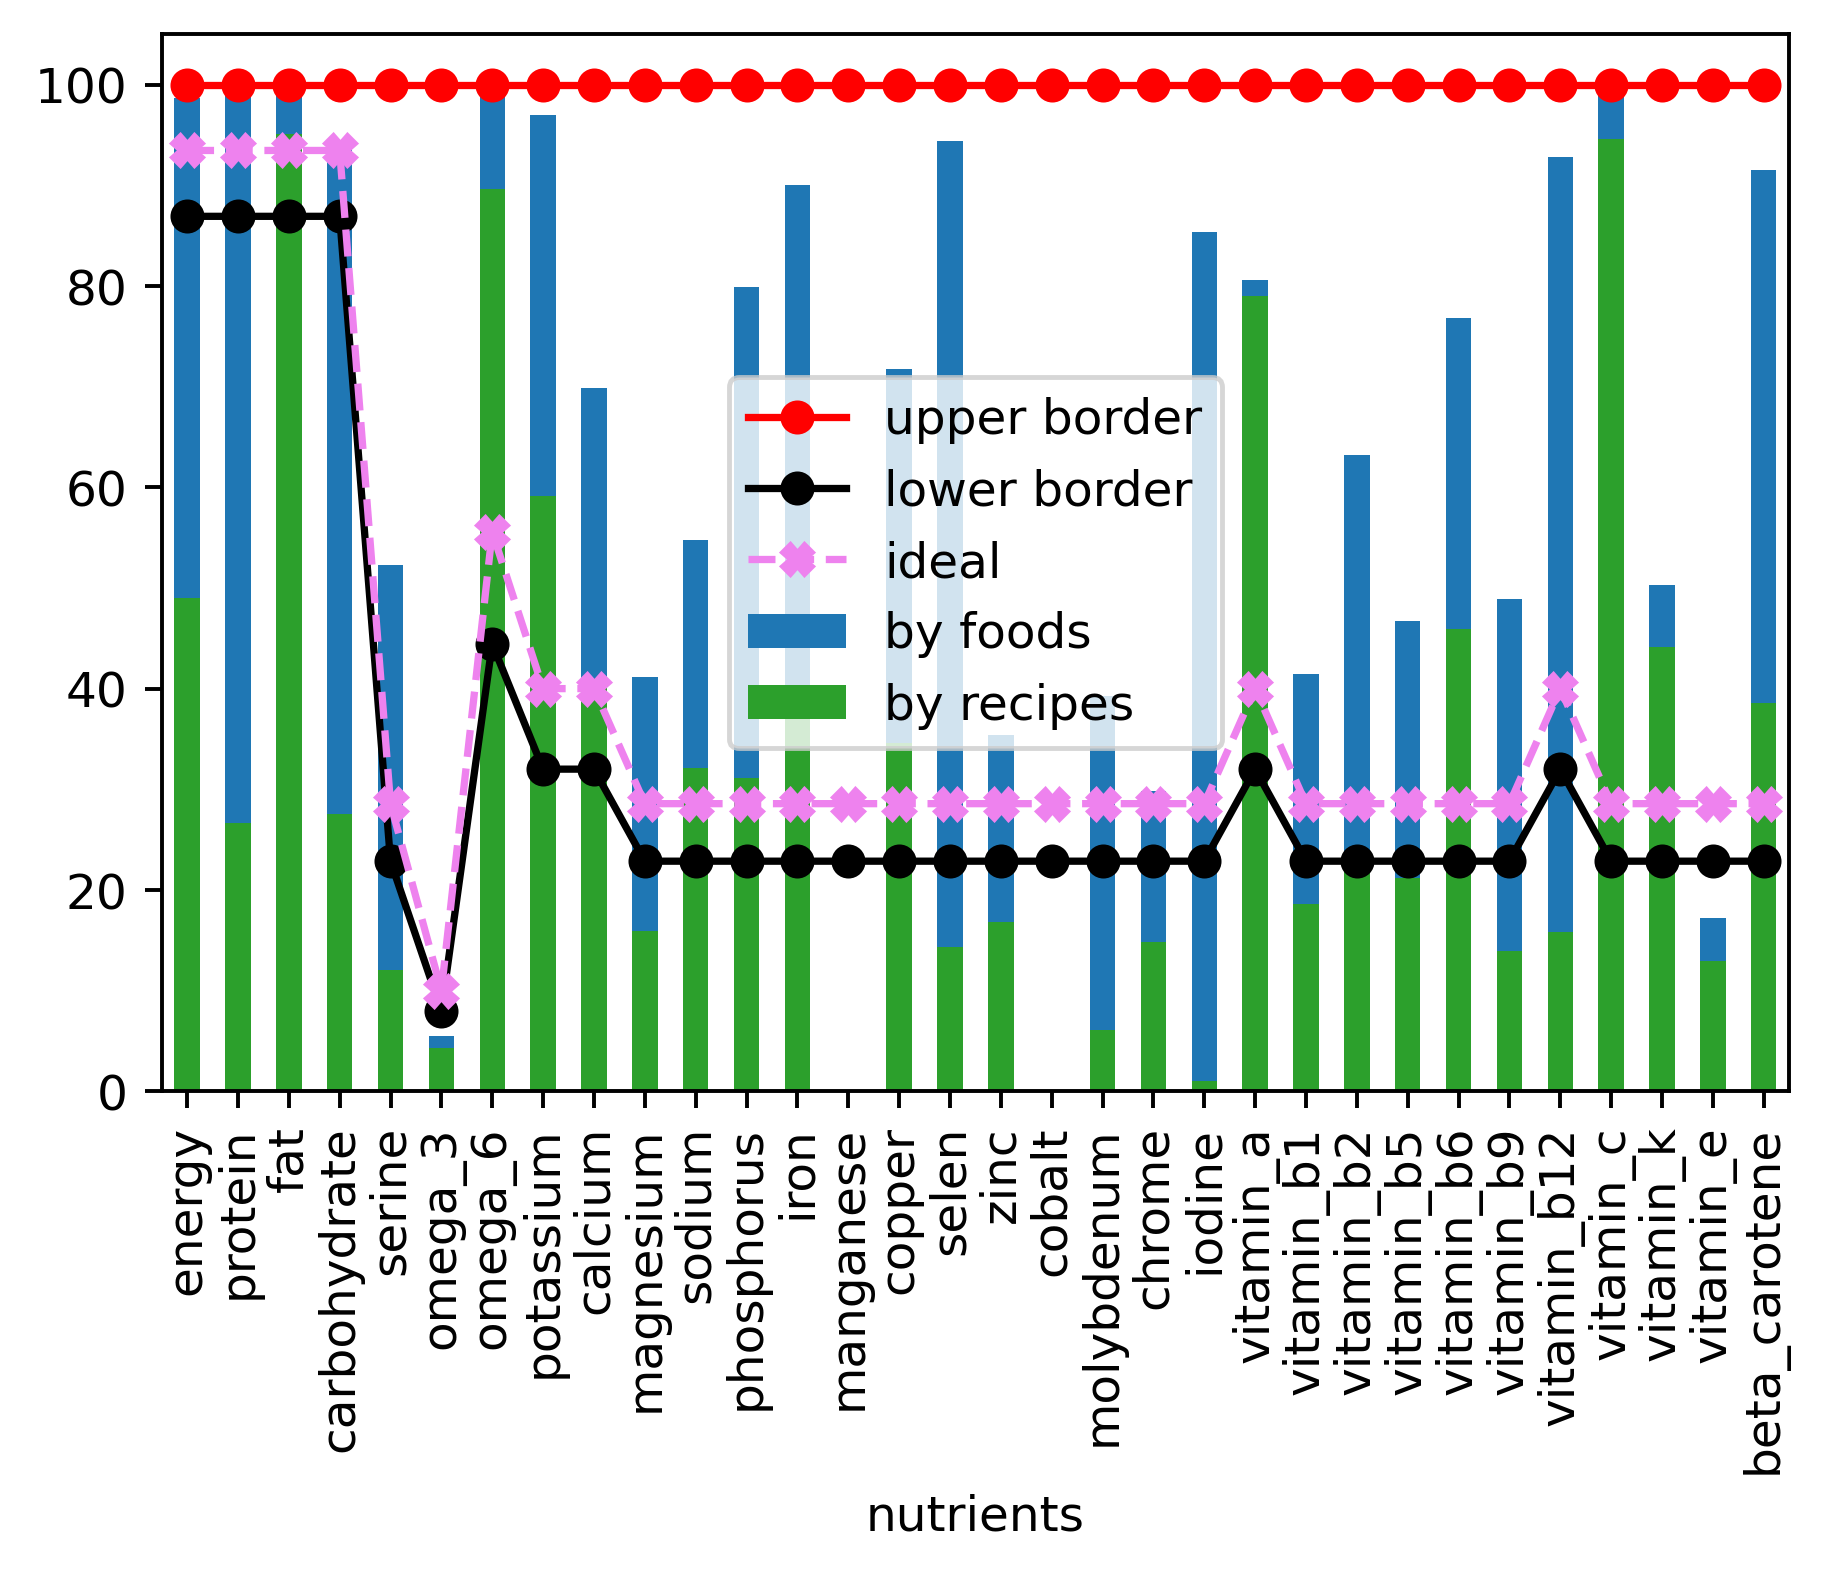 100
80
60
40
20
0
upper border
lower border
ideal
by foods
by recipes
energy
protein
fat
carbohydrate
serine
omega_3
omega_6
potassium
calcium
magnesium
sodium
phosphorus
iron
manganese
copper
selen
zinc
cobalt
molybdenum
chrome
iodine
vitamin_a
vitamin_b1
vitamin_b2
vitamin_b5
vitamin_b6
vitamin_b9
vitamin_b12
vitamin_c
vitamin_k
vitamin_e
beta_carotene
nutrients